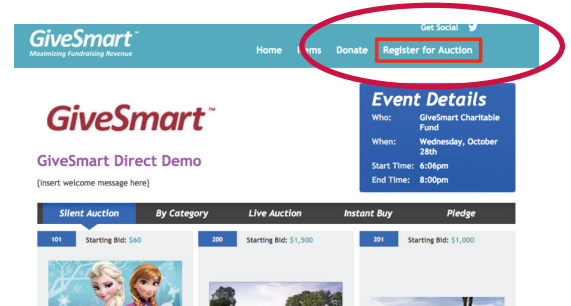 Get Social
GiveSmart™
Maximizing Fundraising Revenue
Home Items Donate Register for Auction
GiveSmart™
Event Details
Who: GiveSmart Charitable
Fund
When: Wednesday, October
28th
Start Time: 6:06pm
End Time: 8:00pm
GiveSmart Direct Demo
{Insert welcome message here}
Silent Auction By Category Live Auction Instant Buy Pledge
101 Starting Bid: $60 200 Starting Bid: $1,500 201 Starting Bid: $1,000